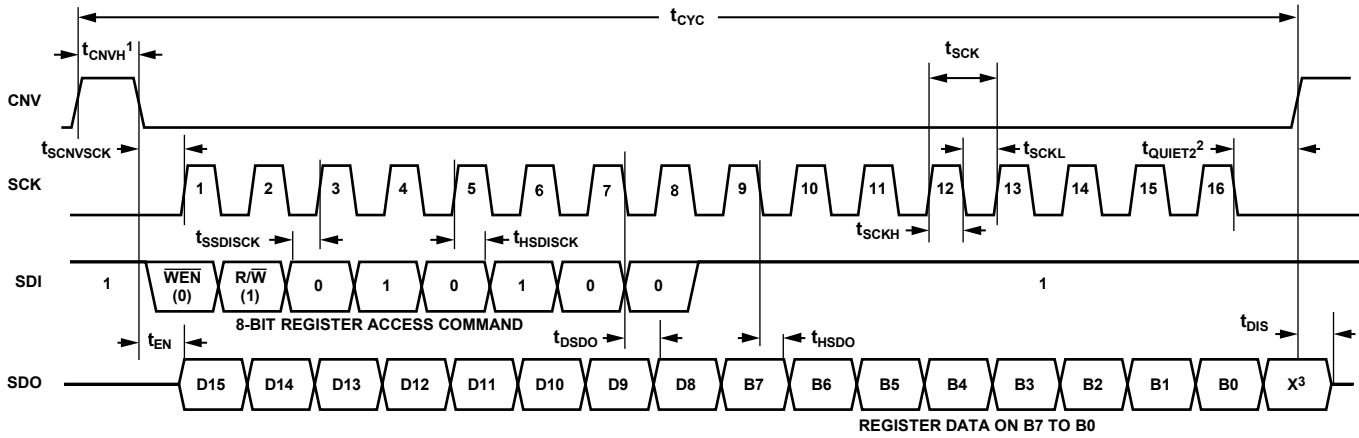 tCYC
tCNVH1
tSCK
CNV
tSCNVSCK
tSCKL
tQUIET2 2
SCK
1 2 3 4 5 6 7 8 9 10 11 12 13 14 15 16
tSSDISCK
tHSDISCK
tSCKH
SDI
1
WEN
(0)
R/W
(1)
0 1 0 1 0 0
1
8-BIT REGISTER ACCESS COMMAND
tEN
tDSDO
tHSDO
tDIS
SDO
D15 D14 D13 D12 D11 D10 D9 D8 B7 B6 B5 B4 B3 B2 B1 B0 X3
REGISTER DATA ON B7 TO B0